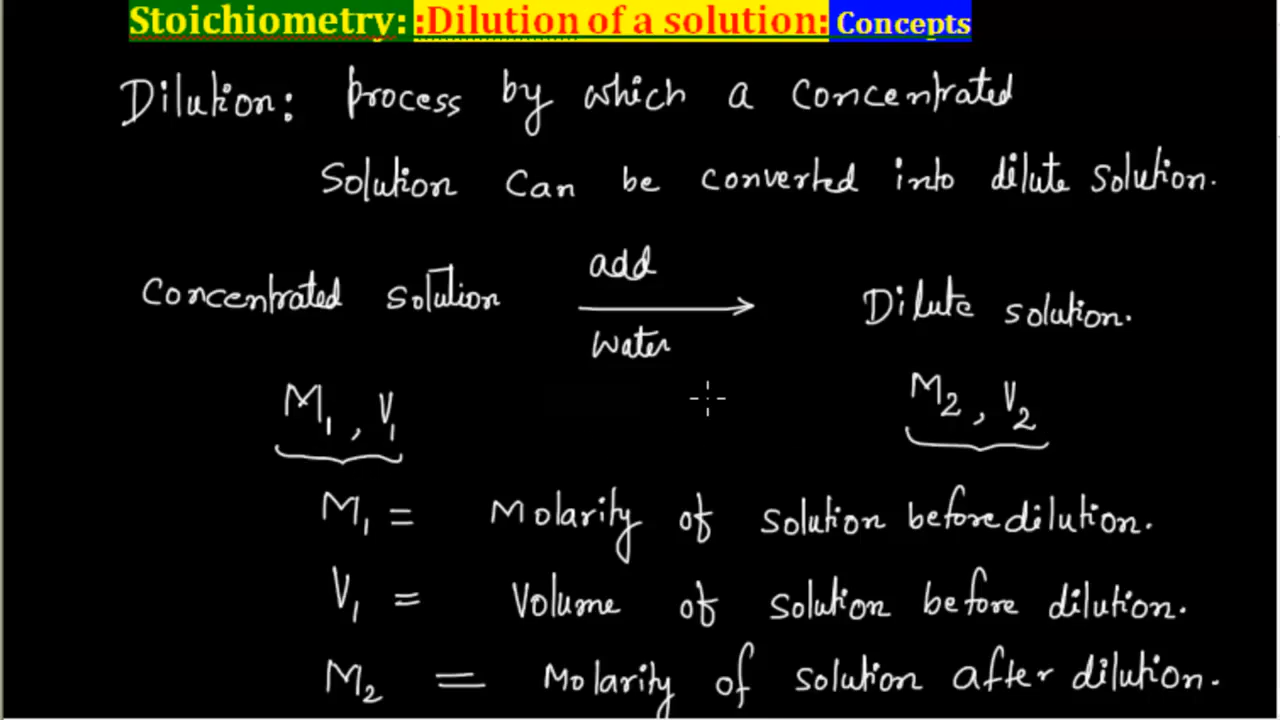 Stoichiometry: :Dilution of a solution: Concepts
Dilution: process by which a concentrated
solution can be converted into dilute solution.
add
Concentrated solution → Dilute solution.
water
M₁, V₁ M₂, V₂
M₁ = Molarity of solution before dilution.
V₁ = Volume of solution before dilution.
M₂ = Molarity of solution after dilution.